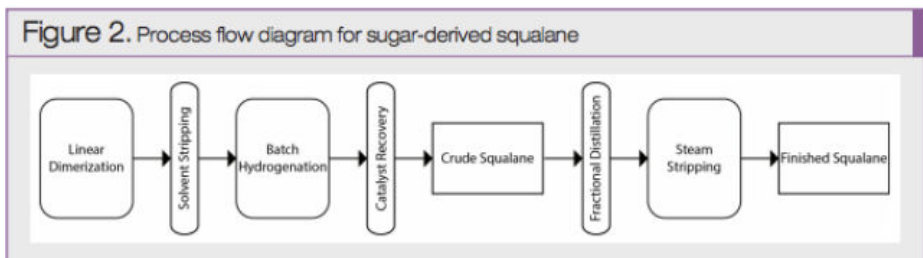 Figure 2. Process flow diagram for sugar-derived squalane
Linear
Dimerization
Solvent Stripping
Batch
Hydrogenation
Catalyst Recovery
Crude Squalane
Fractional Distillation
Steam
Stripping
Finished Squalane